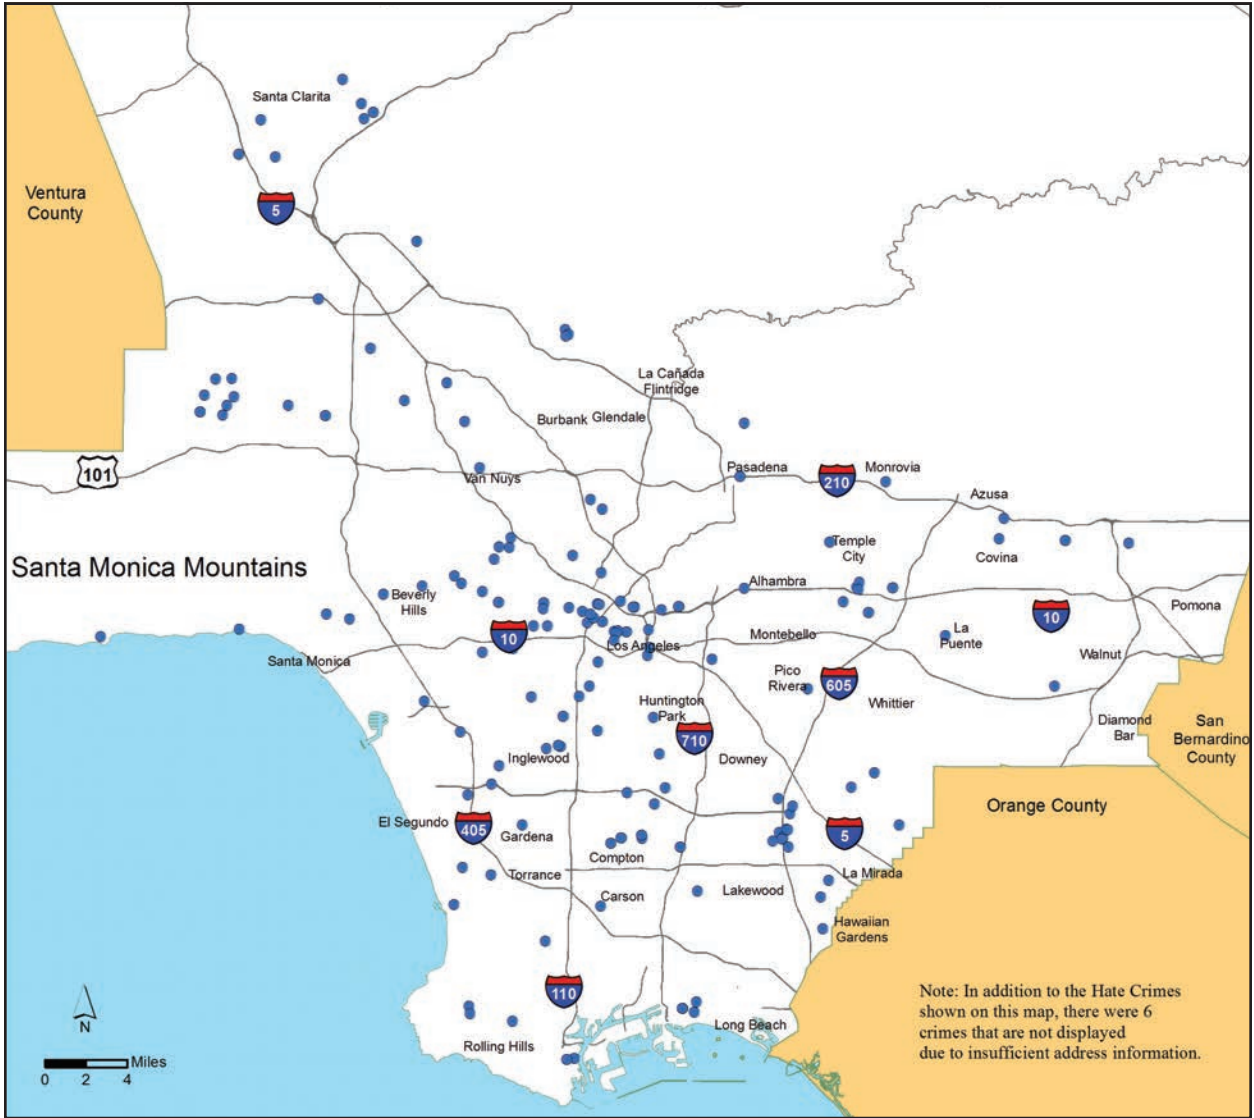 Santa Clarita
Ventura
County
5
La Cañada
Flintridge
Burbank
Glendale
101
Van Nuys
Pasadena
210
Monrovia
Azusa
Santa Monica Mountains
Temple
City
Covina
Beverly
Hills
Alhambra
10
Pomona
10
Los Angeles
Montebello
La
Puente
Walnut
Santa Monica
Pico
Rivera
605
Whittier
Huntington
Park
710
Diamond
Bar
San
Bernardino
County
Inglewood
Downey
Orange County
El Segundo
405
Gardena
5
Compton
Torrance
La Mirada
Carson
Lakewood
Hawaiian
Gardens
110
N
Long Beach
Rolling Hills
Miles
0 2 4
Note: In addition to the Hate Crimes
shown on this map, there were 6
crimes that are not displayed
due to insufficient address information.